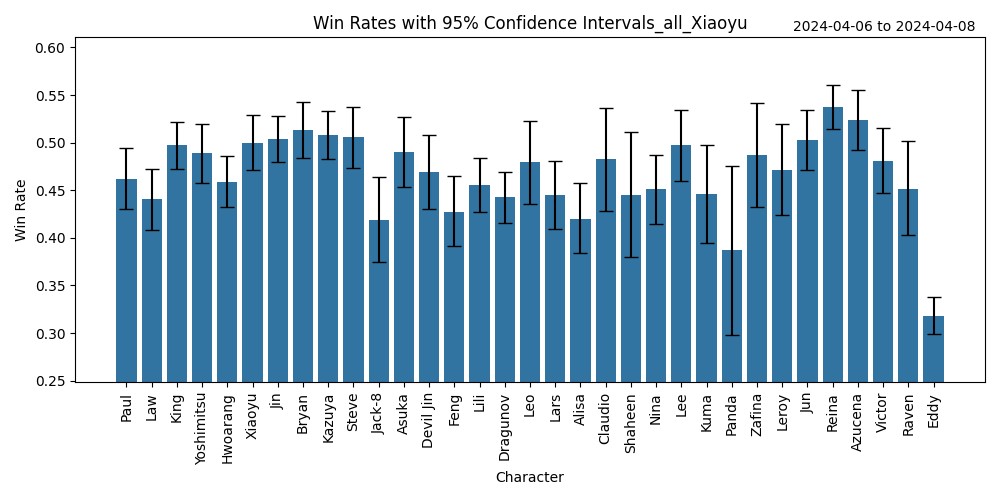 Win Rates with 95% Confidence Intervals_all_Xiaoyu
2024-04-06 to 2024-04-08
0.60
0.55
0.50
0.45
0.40
0.35
0.30
0.25
Win Rate
Paul
Law
King
Yoshimitsu
Hwoarang
Xiaoyu
Jin
Bryan
Kazuya
Steve
Jack-8
Asuka
Devil Jin
Feng
Lili
Dragunov
Leo
Lars
Alisa
Claudio
Shaheen
Nina
Lee
Kuma
Panda
Zafina
Leroy
Jun
Reina
Azucena
Victor
Raven
Eddy
Character